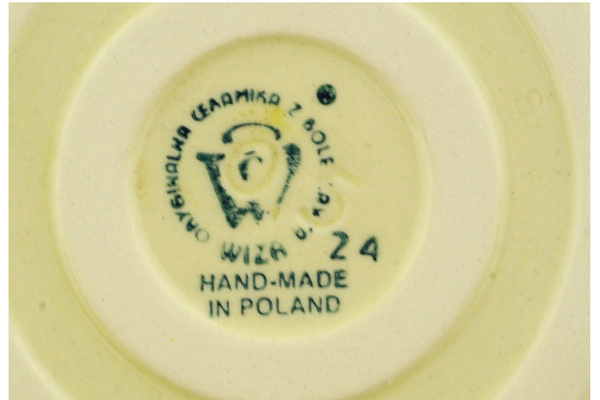 ORYGINALNA CERAMIKA Z BOLE
WIZA
24
HAND-MADE
IN POLAND